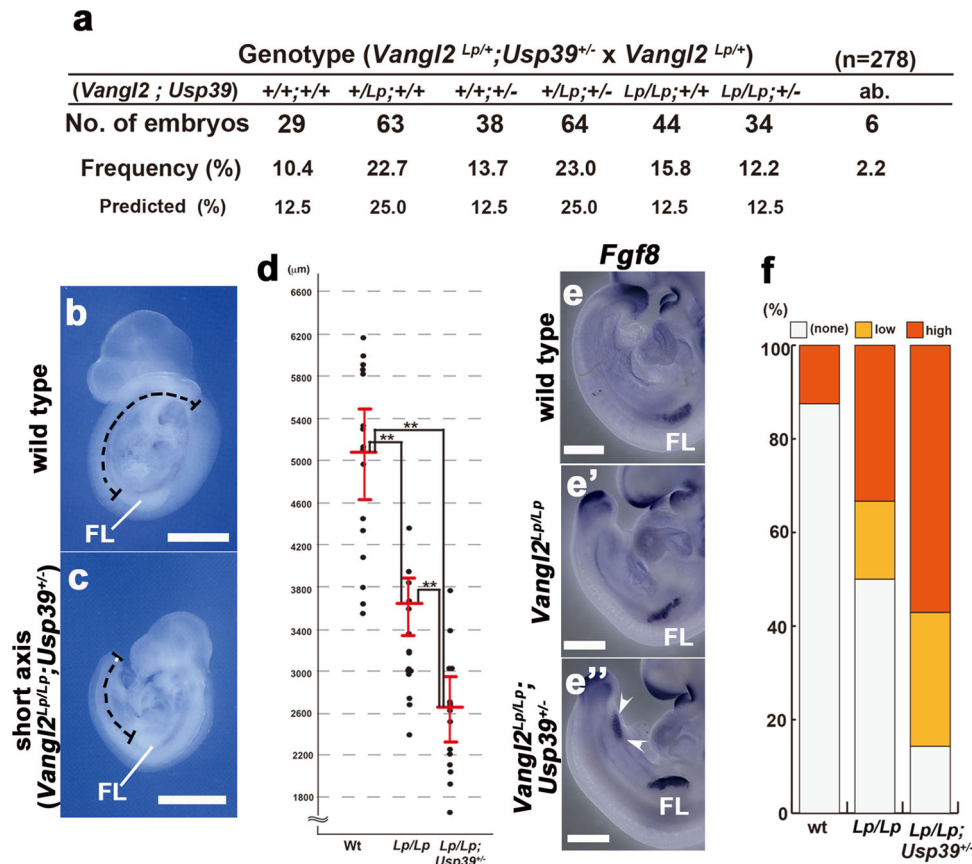 a
Genotype (Vangl2 Lp/+;Usp39+/- x Vangl2 Lp/+) (n=278)
(Vangl2 ; Usp39) +/+;+/+ +/Lp;+/+ +/+;+/- +/Lp;+/- Lp/Lp;+/+ Lp/Lp;+/- ab.
No. of embryos 29 63 38 64 44 34 6
Frequency (%) 10.4 22.7 13.7 23.0 15.8 12.2 2.2
Predicted (%) 12.5 25.0 12.5 25.0 12.5 12.5
b
wild type
FL
c
short axis
(Vangl2Lp/Lp;Usp39+/-)
FL
d
(μm)
6600
6200
5800
5400
5000
4600
4200
3800
3400
3000
2600
2200
1800
**
**
**
Wt Lp/Lp Lp/Lp;
Usp39+/-
Fgf8
e
wild type
FL
e'
Vangl2Lp/Lp
FL
e''
Vangl2Lp/Lp;
Usp39+/-
FL
f
(%)
(none) low high
100
80
60
40
20
0
wt Lp/Lp Lp/Lp;
Usp39+/-